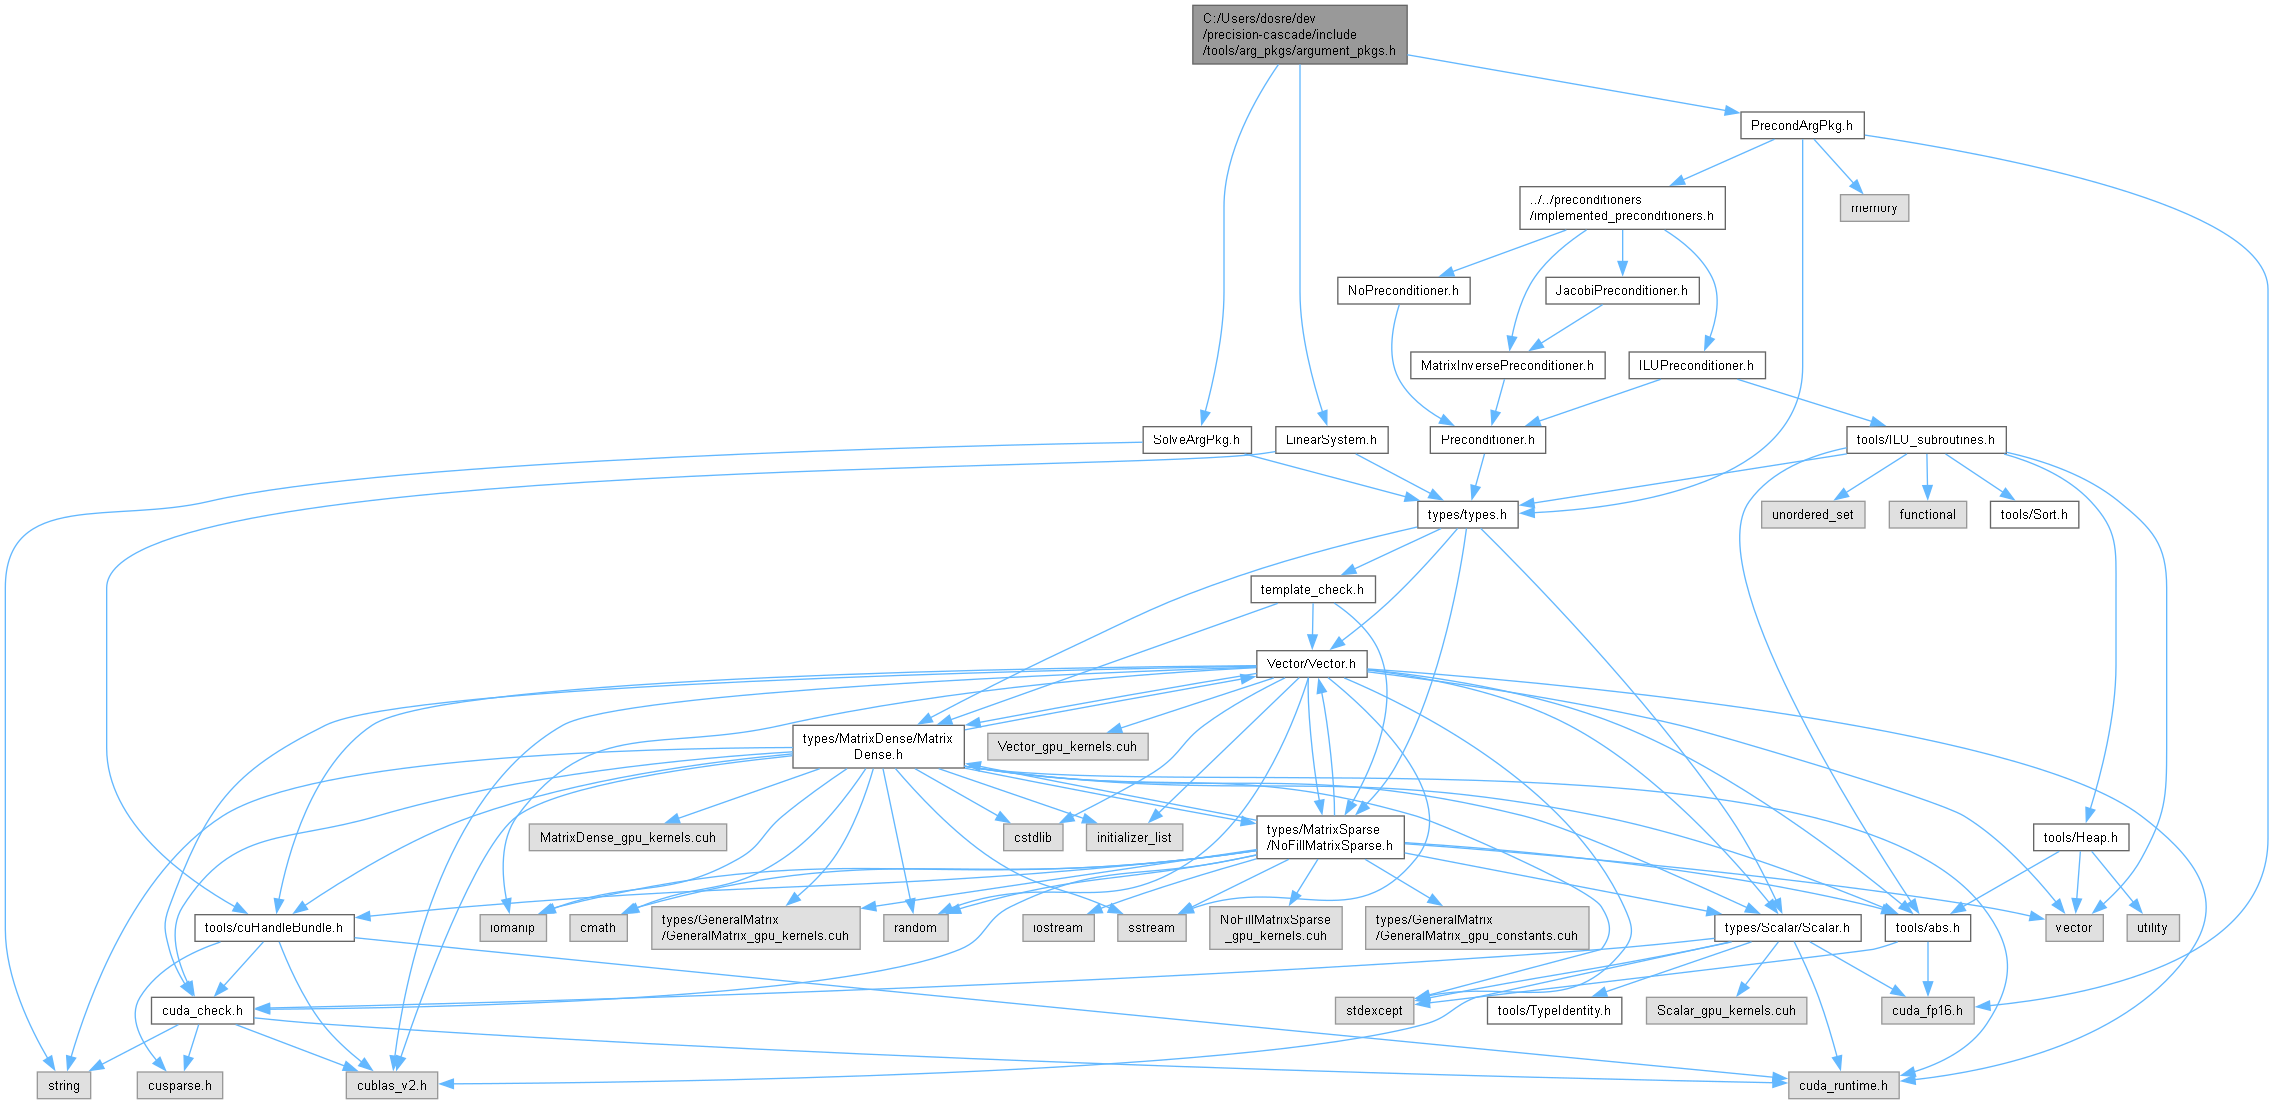 C:/Users/dosre/dev
/precision-cascade/include
/tools/arg_pkgs/argument_pkgs.h
PrecondArgPkg.h
../../preconditioners
/implemented_preconditioners.h
memory
NoPreconditioner.h
JacobiPreconditioner.h
MatrixInversePreconditioner.h
ILUPreconditioner.h
SolveArgPkg.h
LinearSystem.h
Preconditioner.h
tools/ILU_subroutines.h
types/types.h
unordered_set
functional
tools/Sort.h
template_check.h
Vector/Vector.h
types/MatrixDense/Matrix
Dense.h
Vector_gpu_kernels.cuh
MatrixDense_gpu_kernels.cuh
cstdlib
initializer_list
types/MatrixSparse
/NoFillMatrixSparse.h
tools/Heap.h
tools/cuHandleBundle.h
iomanip
cmath
types/GeneralMatrix
/GeneralMatrix_gpu_kernels.cuh
random
iostream
sstream
NoFillMatrixSparse
_gpu_kernels.cuh
types/GeneralMatrix
/GeneralMatrix_gpu_constants.cuh
types/Scalar/Scalar.h
tools/abs.h
vector
utility
cuda_check.h
stdexcept
tools/TypeIdentity.h
Scalar_gpu_kernels.cuh
cuda_fp16.h
string
cusparse.h
cublas_v2.h
cuda_runtime.h